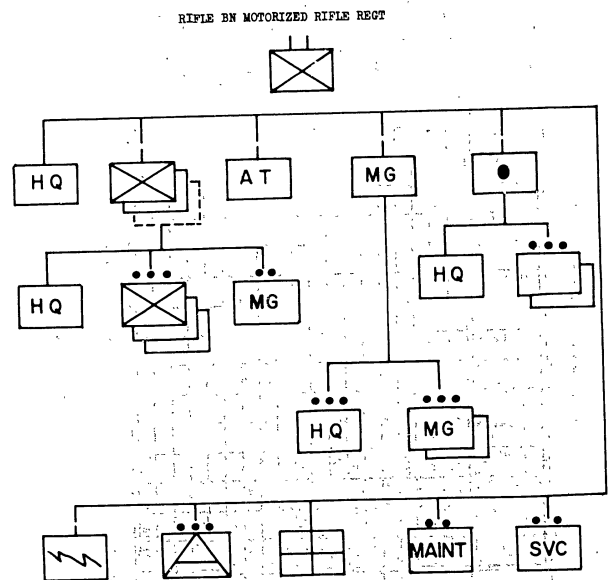 RIFLE BN MOTORIZED RIFLE REGT
HQ
AT
MG
HQ
HQ
MG
HQ
MG
MAINT
SVC